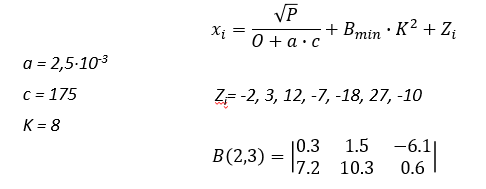 x_i = √P / (O + a · c) + B_min · K² + Z_i
a = 2,5·10⁻³
c = 175
K = 8
Z_i= -2, 3, 12, -7, -18, 27, -10
B(2,3) = |0.3 1.5 −6.1|
|7.2 10.3 0.6|